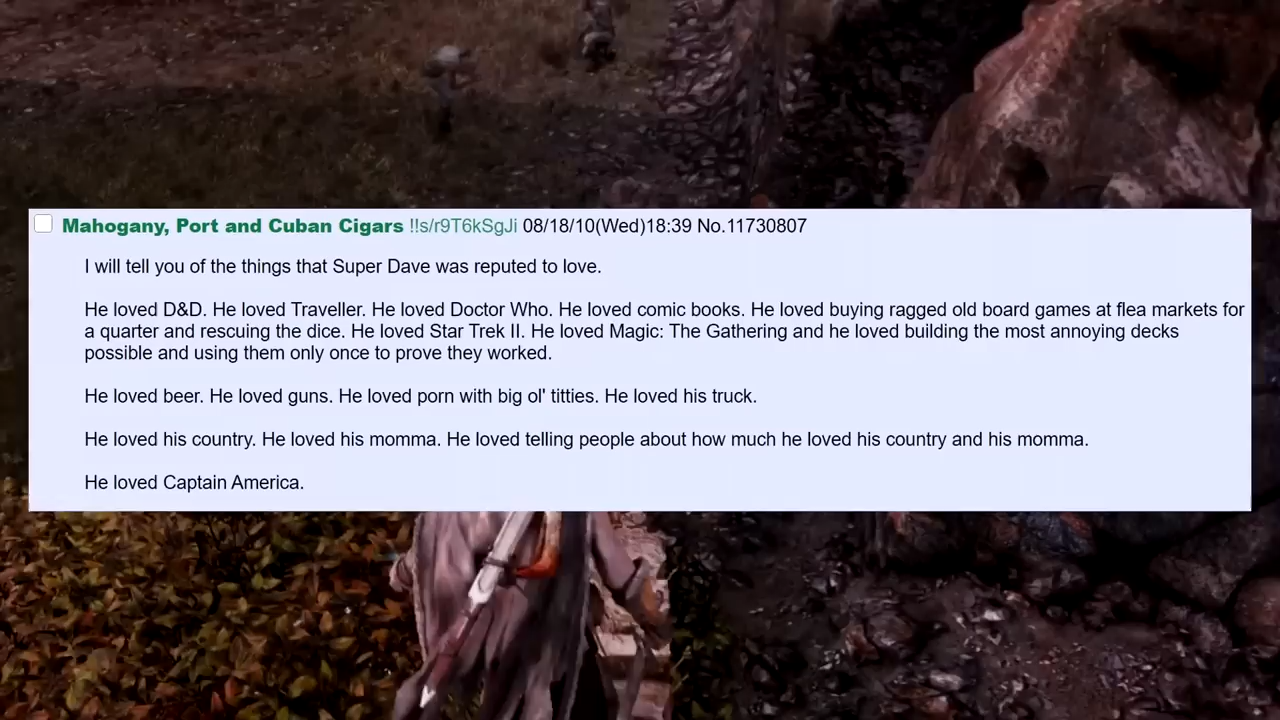 Mahogany, Port and Cuban Cigars !!s/r9T6kSgJi 08/18/10(Wed)18:39 No.11730807
I will tell you of the things that Super Dave was reputed to love.
He loved D&D. He loved Traveller. He loved Doctor Who. He loved comic books. He loved buying ragged old board games at flea markets for
a quarter and rescuing the dice. He loved Star Trek II. He loved Magic: The Gathering and he loved building the most annoying decks
possible and using them only once to prove they worked.
He loved beer. He loved guns. He loved porn with big ol' titties. He loved his truck.
He loved his country. He loved his momma. He loved telling people about how much he loved his country and his momma.
He loved Captain America.